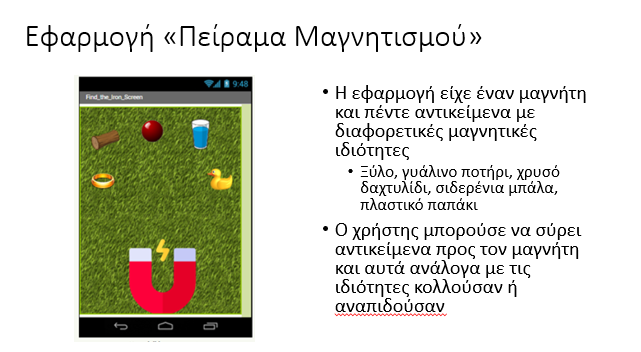 Εφαρμογή «Πείραμα Μαγνητισμού»
9:48
Find_the_Iron_Screen
• Η εφαρμογή είχε έναν μαγνήτη
και πέντε αντικείμενα με
διαφορετικές μαγνητικές
ιδιότητες
• Ξύλο, γυάλινο ποτήρι, χρυσό
δαχτυλίδι, σιδερένια μπάλα,
πλαστικό παπάκι
• Ο χρήστης μπορούσε να σύρει
αντικείμενα προς τον μαγνήτη
και αυτά ανάλογα με τις
ιδιότητες κολλούσαν ή
αναπιδούσαν